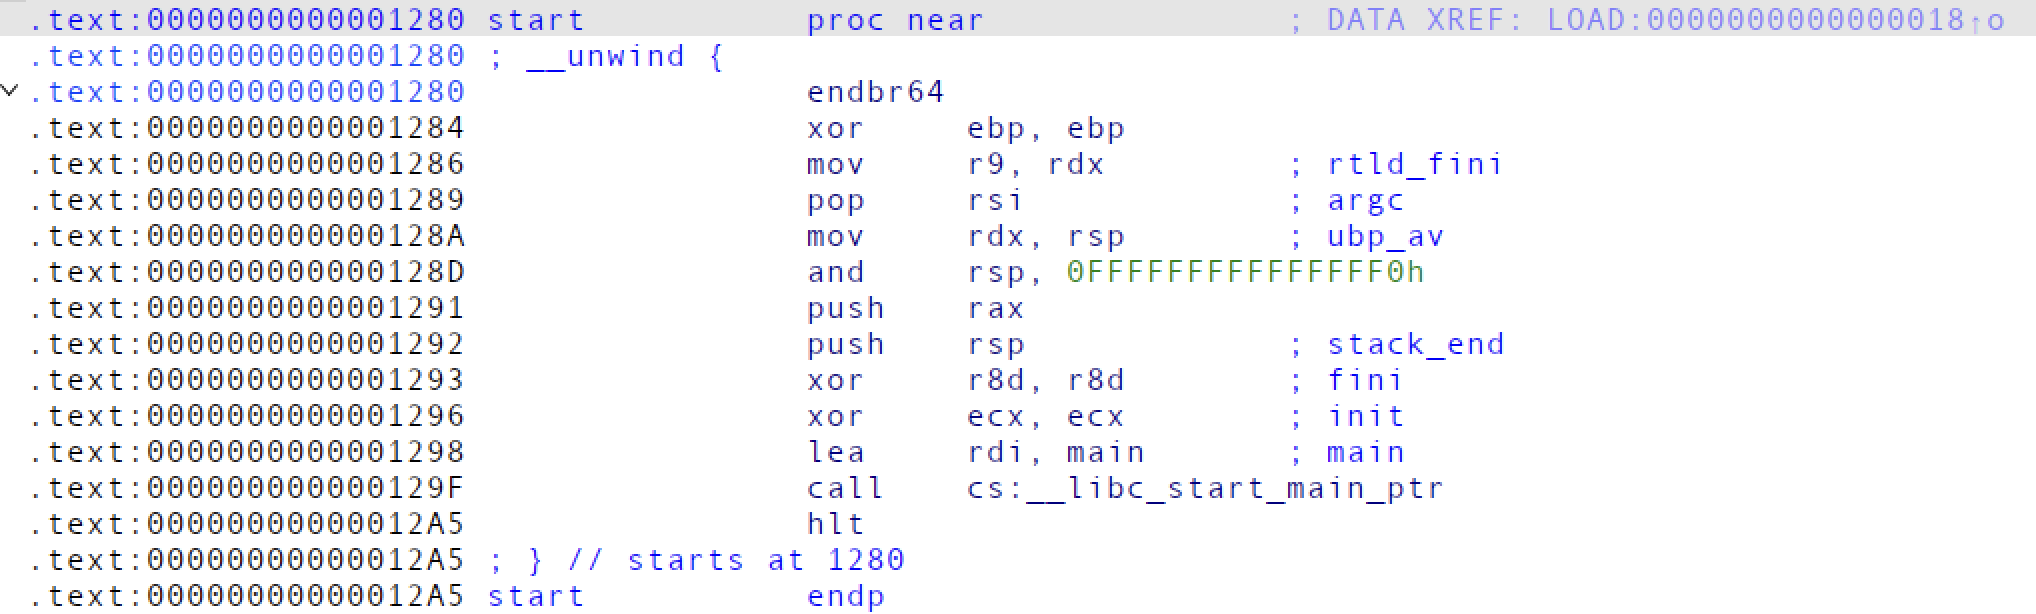 .text:0000000000001280 start proc near ; DATA XREF: LOAD:0000000000000018↑o
.text:0000000000001280 ; __unwind {
.text:0000000000001280 endbr64
.text:0000000000001284 xor ebp, ebp
.text:0000000000001286 mov r9, rdx ; rtld_fini
.text:0000000000001289 pop rsi ; argc
.text:000000000000128A mov rdx, rsp ; ubp_av
.text:000000000000128D and rsp, 0FFFFFFFFFFFFFFF0h
.text:0000000000001291 push rax
.text:0000000000001292 push rsp ; stack_end
.text:0000000000001293 xor r8d, r8d ; fini
.text:0000000000001296 xor ecx, ecx ; init
.text:0000000000001298 lea rdi, main ; main
.text:000000000000129F call cs:__libc_start_main_ptr
.text:00000000000012A5 hlt
.text:00000000000012A5 ; } // starts at 1280
.text:00000000000012A5 start endp